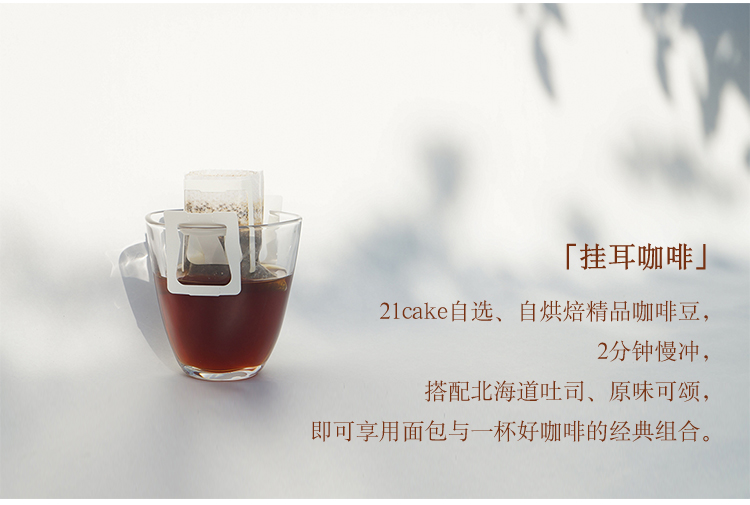 「挂耳咖啡」
21cake自选、自烘焙精品咖啡豆，
2分钟慢冲，
搭配北海道吐司、原味可颂，
即可享用面包与一杯好咖啡的经典组合。